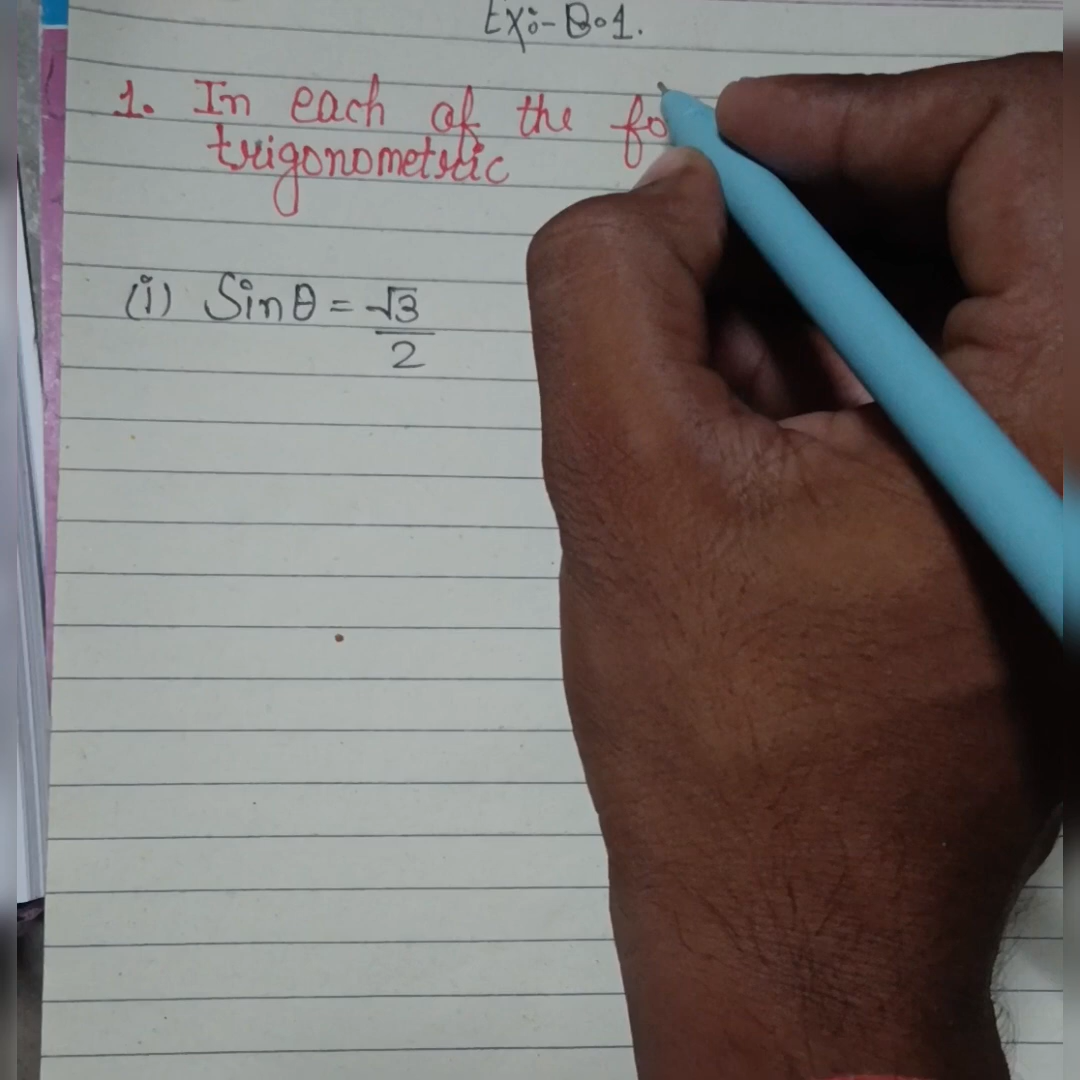 Ex:- 8.1.
1. In each of the fo
trigonometric
(i) Sinθ = √3/2